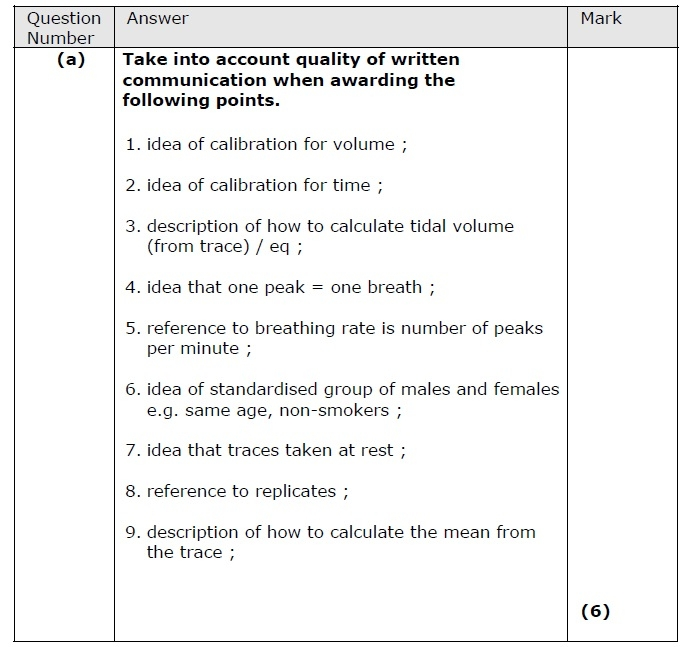 Question Number
Answer
Mark
(a)
Take into account quality of written
communication when awarding the
following points.
1. idea of calibration for volume ;
2. idea of calibration for time ;
3. description of how to calculate tidal volume
(from trace) / eq ;
4. idea that one peak = one breath ;
5. reference to breathing rate is number of peaks
per minute ;
6. idea of standardised group of males and females
e.g. same age, non-smokers ;
7. idea that traces taken at rest ;
8. reference to replicates ;
9. description of how to calculate the mean from
the trace ;
(6)